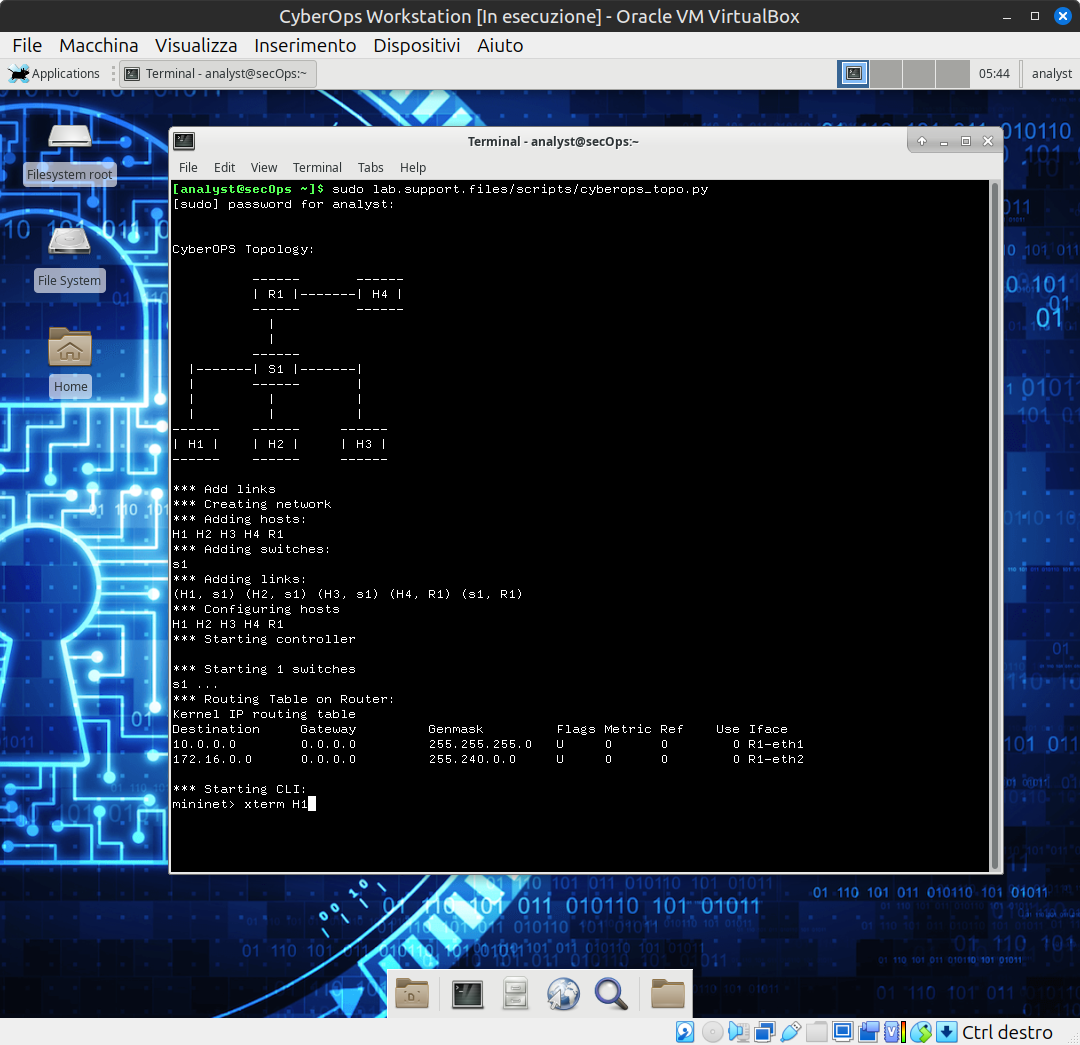 CyberOps Workstation [In esecuzione] - Oracle VM VirtualBox
File Macchina Visualizza Inserimento Dispositivi Aiuto
Applications Terminal - analyst@secOps:~ 05:44 analyst
Filesystem root
File System
Home
Terminal - analyst@secOps:~
File Edit View Terminal Tabs Help
[analyst@secOps ~]$ sudo lab.support.files/scripts/cyberops_topo.py
[sudo] password for analyst:
CyberOPS Topology:
          ------       ------
          | R1 |-------| H4 |
          ------       ------
            |
            |
          ------
  |-------| S1 |-------|
  |       ------       |
  |         |          |
  |         |          |
------    ------     ------
| H1 |    | H2 |     | H3 |
------    ------     ------
*** Add links
*** Creating network
*** Adding hosts:
H1 H2 H3 H4 R1
*** Adding switches:
s1
*** Adding links:
(H1, s1) (H2, s1) (H3, s1) (H4, R1) (s1, R1)
*** Configuring hosts
H1 H2 H3 H4 R1
*** Starting controller
*** Starting 1 switches
s1 ...
*** Routing Table on Router:
Kernel IP routing table
Destination     Gateway         Genmask         Flags Metric Ref    Use Iface
10.0.0.0        0.0.0.0         255.255.255.0   U     0      0        0 R1-eth1
172.16.0.0      0.0.0.0         255.240.0.0     U     0      0        0 R1-eth2
*** Starting CLI:
mininet> xterm H1
Ctrl destro